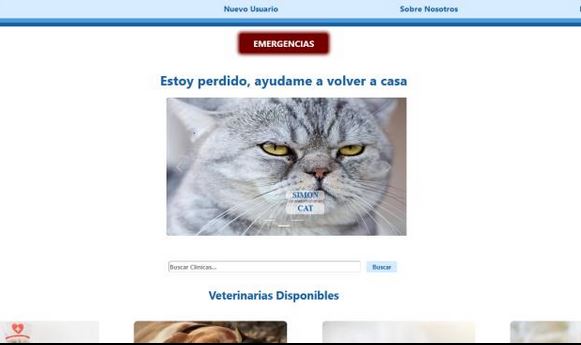 Nuevo Usuario
Sobre Nosotros
EMERGENCIAS
Estoy perdido, ayudame a volver a casa
SIMON
CAT
Buscar Clinicas...
Buscar
Veterinarias Disponibles